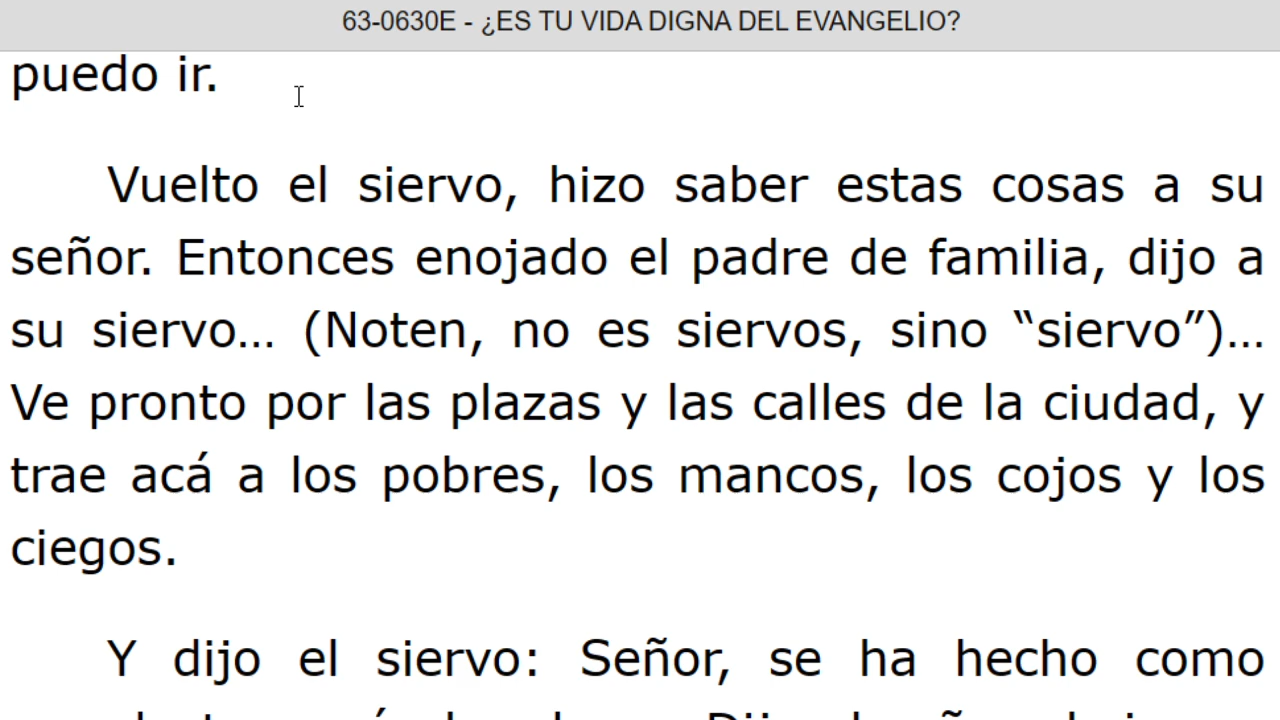 63-0630E - ¿ES TU VIDA DIGNA DEL EVANGELIO?
puedo ir.
Vuelto el siervo, hizo saber estas cosas a su
señor. Entonces enojado el padre de familia, dijo a
su siervo… (Noten, no es siervos, sino “siervo”)…
Ve pronto por las plazas y las calles de la ciudad, y
trae acá a los pobres, los mancos, los cojos y los
ciegos.
Y dijo el siervo: Señor, se ha hecho como